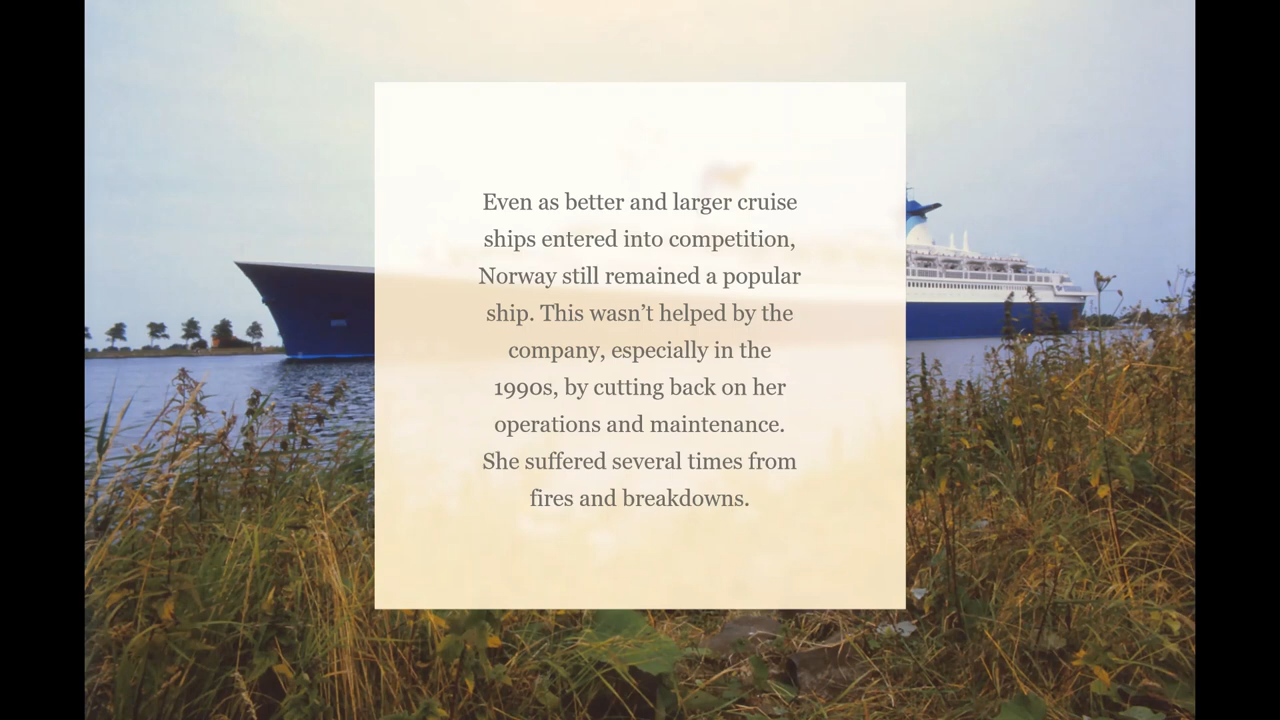 Even as better and larger cruise
ships entered into competition,
Norway still remained a popular
ship. This wasn’t helped by the
company, especially in the
1990s, by cutting back on her
operations and maintenance.
She suffered several times from
fires and breakdowns.